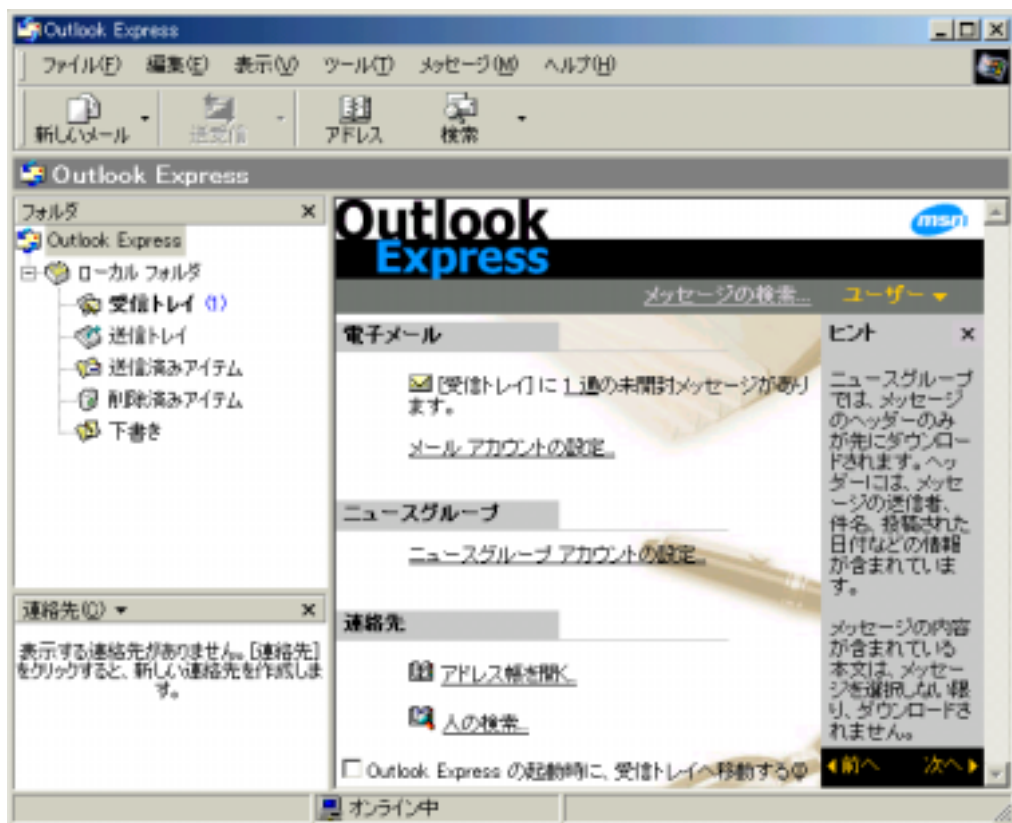 Outlook Express
ファイル(F) 編集(E) 表示(V) ツール(T) メッセージ(M) ヘルプ(H)
新しいメール 送受信 アドレス 検索
Outlook Express
フォルダ ×
Outlook Express
ローカル フォルダ
受信トレイ (1)
送信トレイ
送信済みアイテム
削除済みアイテム
下書き
連絡先(C) ▼ ×
表示する連絡先がありません。[連絡先]
をクリックすると、新しい連絡先を作成しま
す。
Outlook
Express
msn
メッセージの検索... ユーザー ▼
電子メール
[受信トレイ] に 1 通の未開封メッセージがあり
ます。
メール アカウントの設定...
ニュースグループ
ニュースグループ アカウントの設定...
連絡先
アドレス帳を開く...
人の検索...
Outlook Express の起動時に、受信トレイへ移動する
ヒント ×
ニュースグループ
では、メッセージ
のヘッダーのみ
が先にダウンロー
ドされます。ヘッ
ダーには、メッセ
ージの送信者、
件名、投稿された
日付などの情報
が含まれていま
す。
メッセージの内容
が含まれている
本文は、メッセー
ジを選択しない限
り、ダウンロードさ
れません。
前へ 次へ
オンライン中